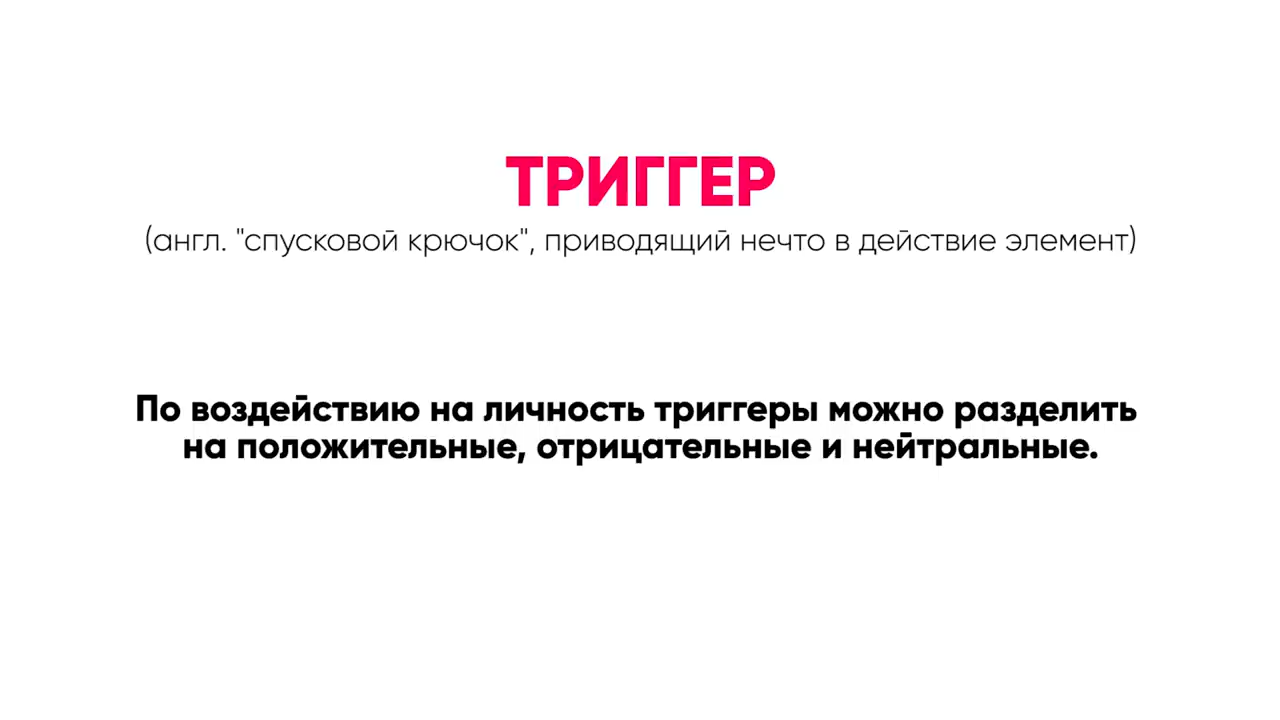 ТРИГГЕР
(англ. "спусковой крючок", приводящий нечто в действие элемент)
По воздействию на личность триггеры можно разделить
на положительные, отрицательные и нейтральные.